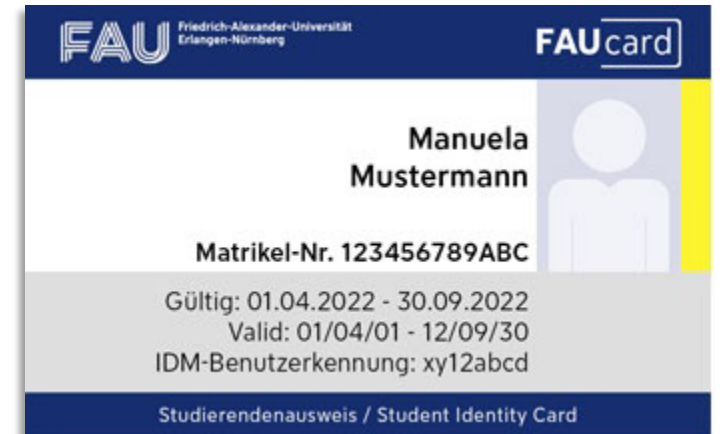 FAU Friedrich-Alexander-Universität
Erlangen-Nürnberg
FAUcard
Manuela
Mustermann
Matrikel-Nr. 123456789ABC
Gültig: 01.04.2022 - 30.09.2022
Valid: 01/04/01 - 12/09/30
IDM-Benutzerkennung: xy12abcd
Studierendenausweis / Student Identity Card